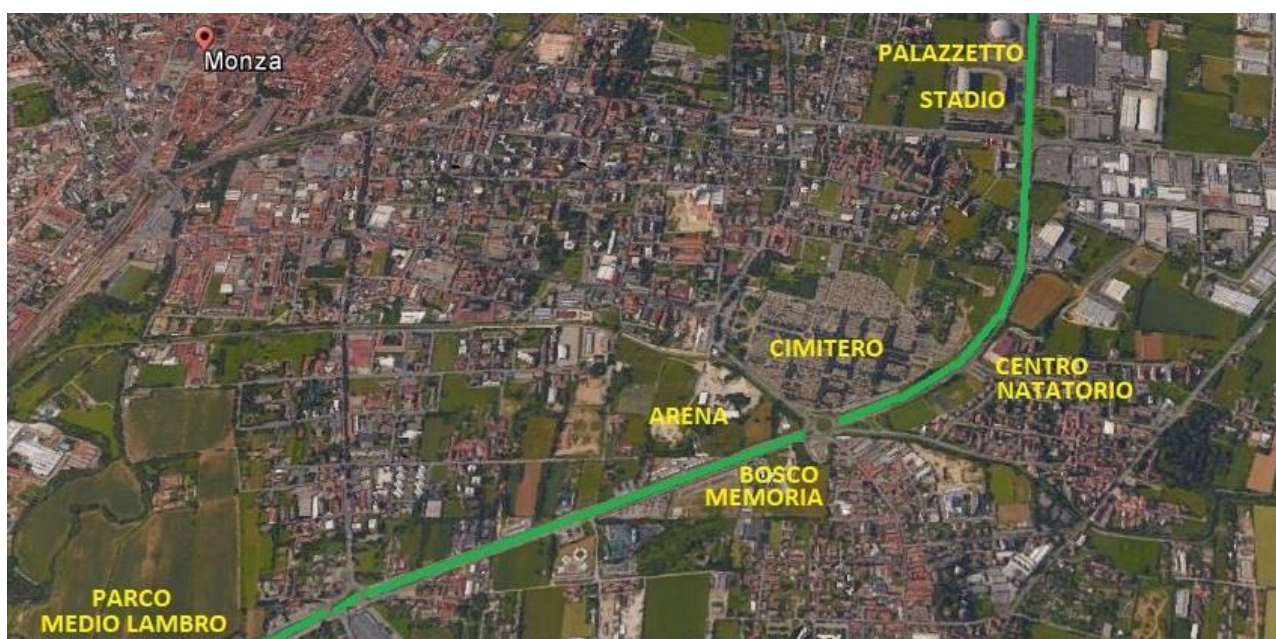 Monza
PALAZZETTO
STADIO
CIMITERO
CENTRO
NATATORIO
ARENA
BOSCO
MEMORIA
PARCO
MEDIO LAMBRO